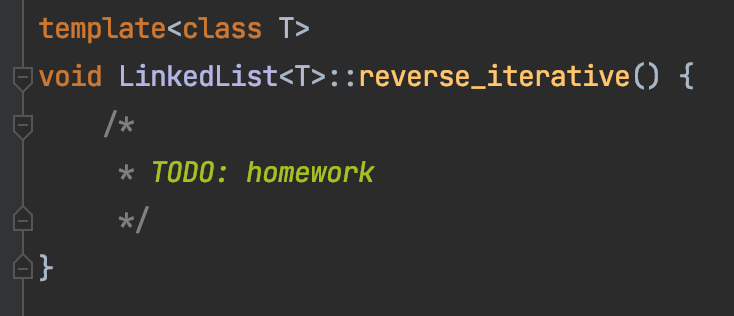 template<class T>
void LinkedList<T>::reverse_iterative() {
    /*
     * TODO: homework
     */
}